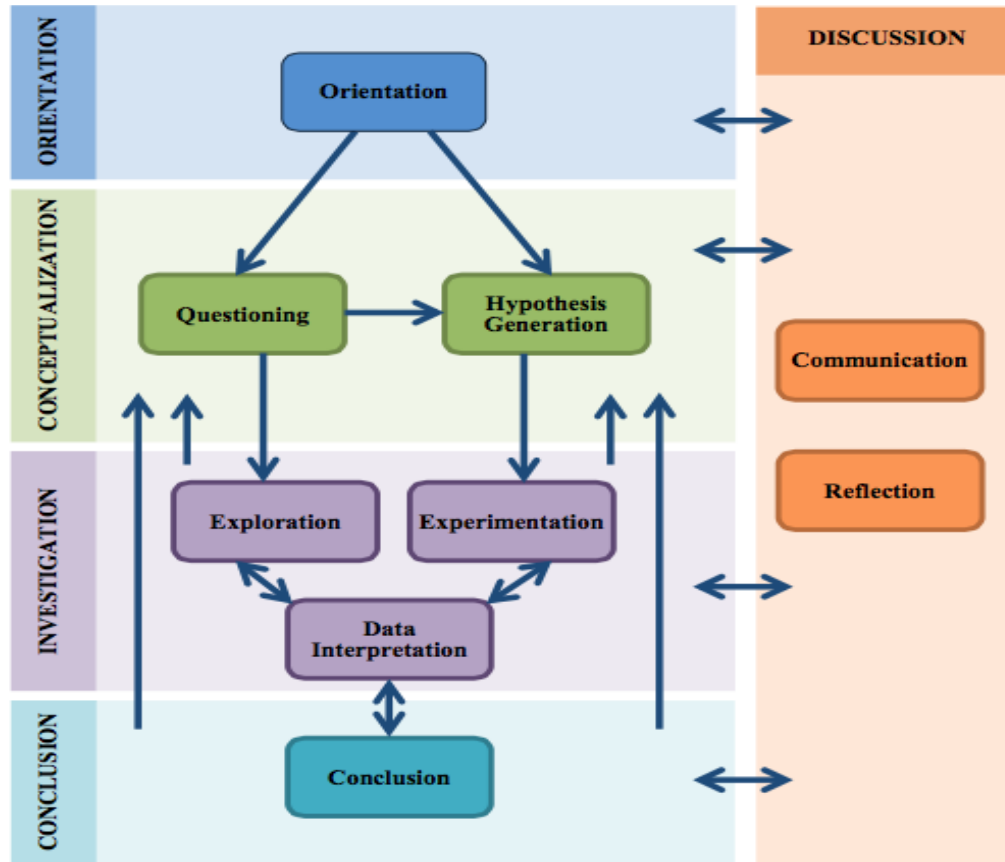 ORIENTATION
Orientation
CONCEPTUALIZATION
Questioning
Hypothesis
Generation
INVESTIGATION
Exploration
Experimentation
Data
Interpretation
CONCLUSION
Conclusion
DISCUSSION
Communication
Reflection